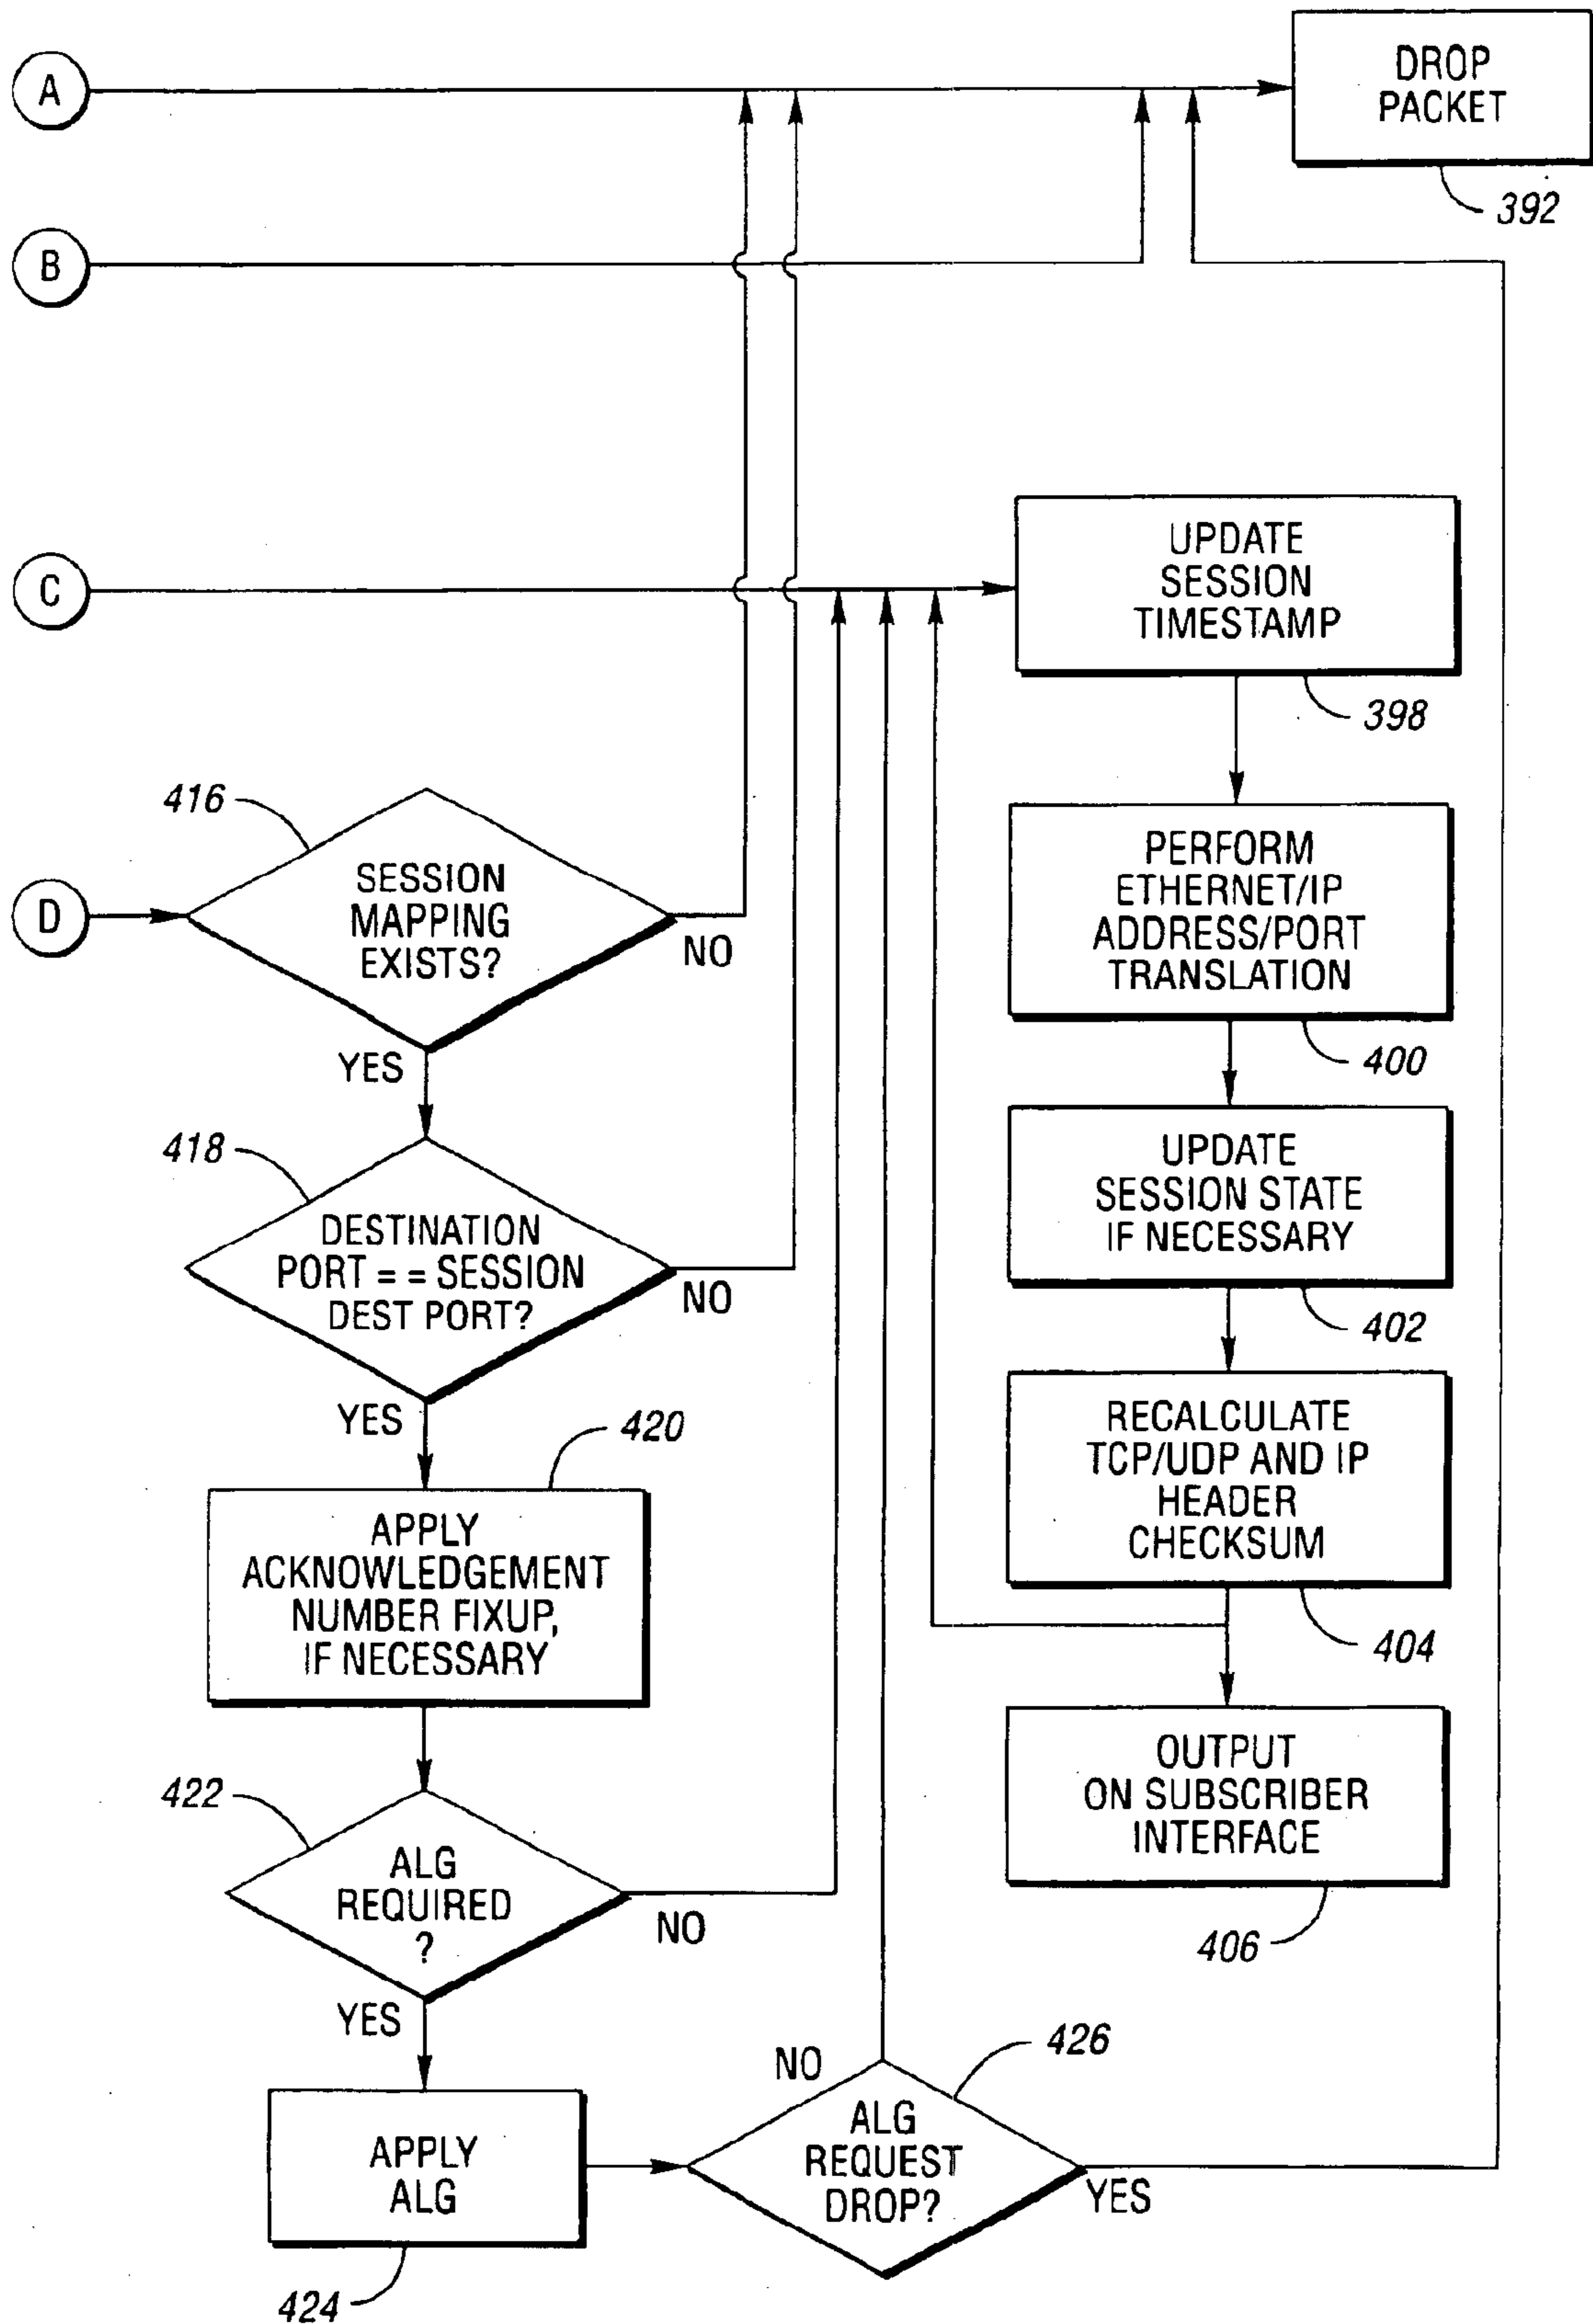 A
DROP
PACKET
392
B
C
UPDATE
SESSION
TIMESTAMP
398
416
SESSION
MAPPING
EXISTS?
D
NO
YES
PERFORM
ETHERNET/IP
ADDRESS/PORT
TRANSLATION
400
418
DESTINATION
PORT = = SESSION
DEST PORT?
NO
YES
UPDATE
SESSION STATE
IF NECESSARY
402
420
APPLY
ACKNOWLEDGEMENT
NUMBER FIXUP,
IF NECESSARY
RECALCULATE
TCP/UDP AND IP
HEADER
CHECKSUM
404
422
ALG
REQUIRED
?
NO
YES
OUTPUT
ON SUBSCRIBER
INTERFACE
406
APPLY
ALG
424
NO
426
ALG
REQUEST
DROP?
YES